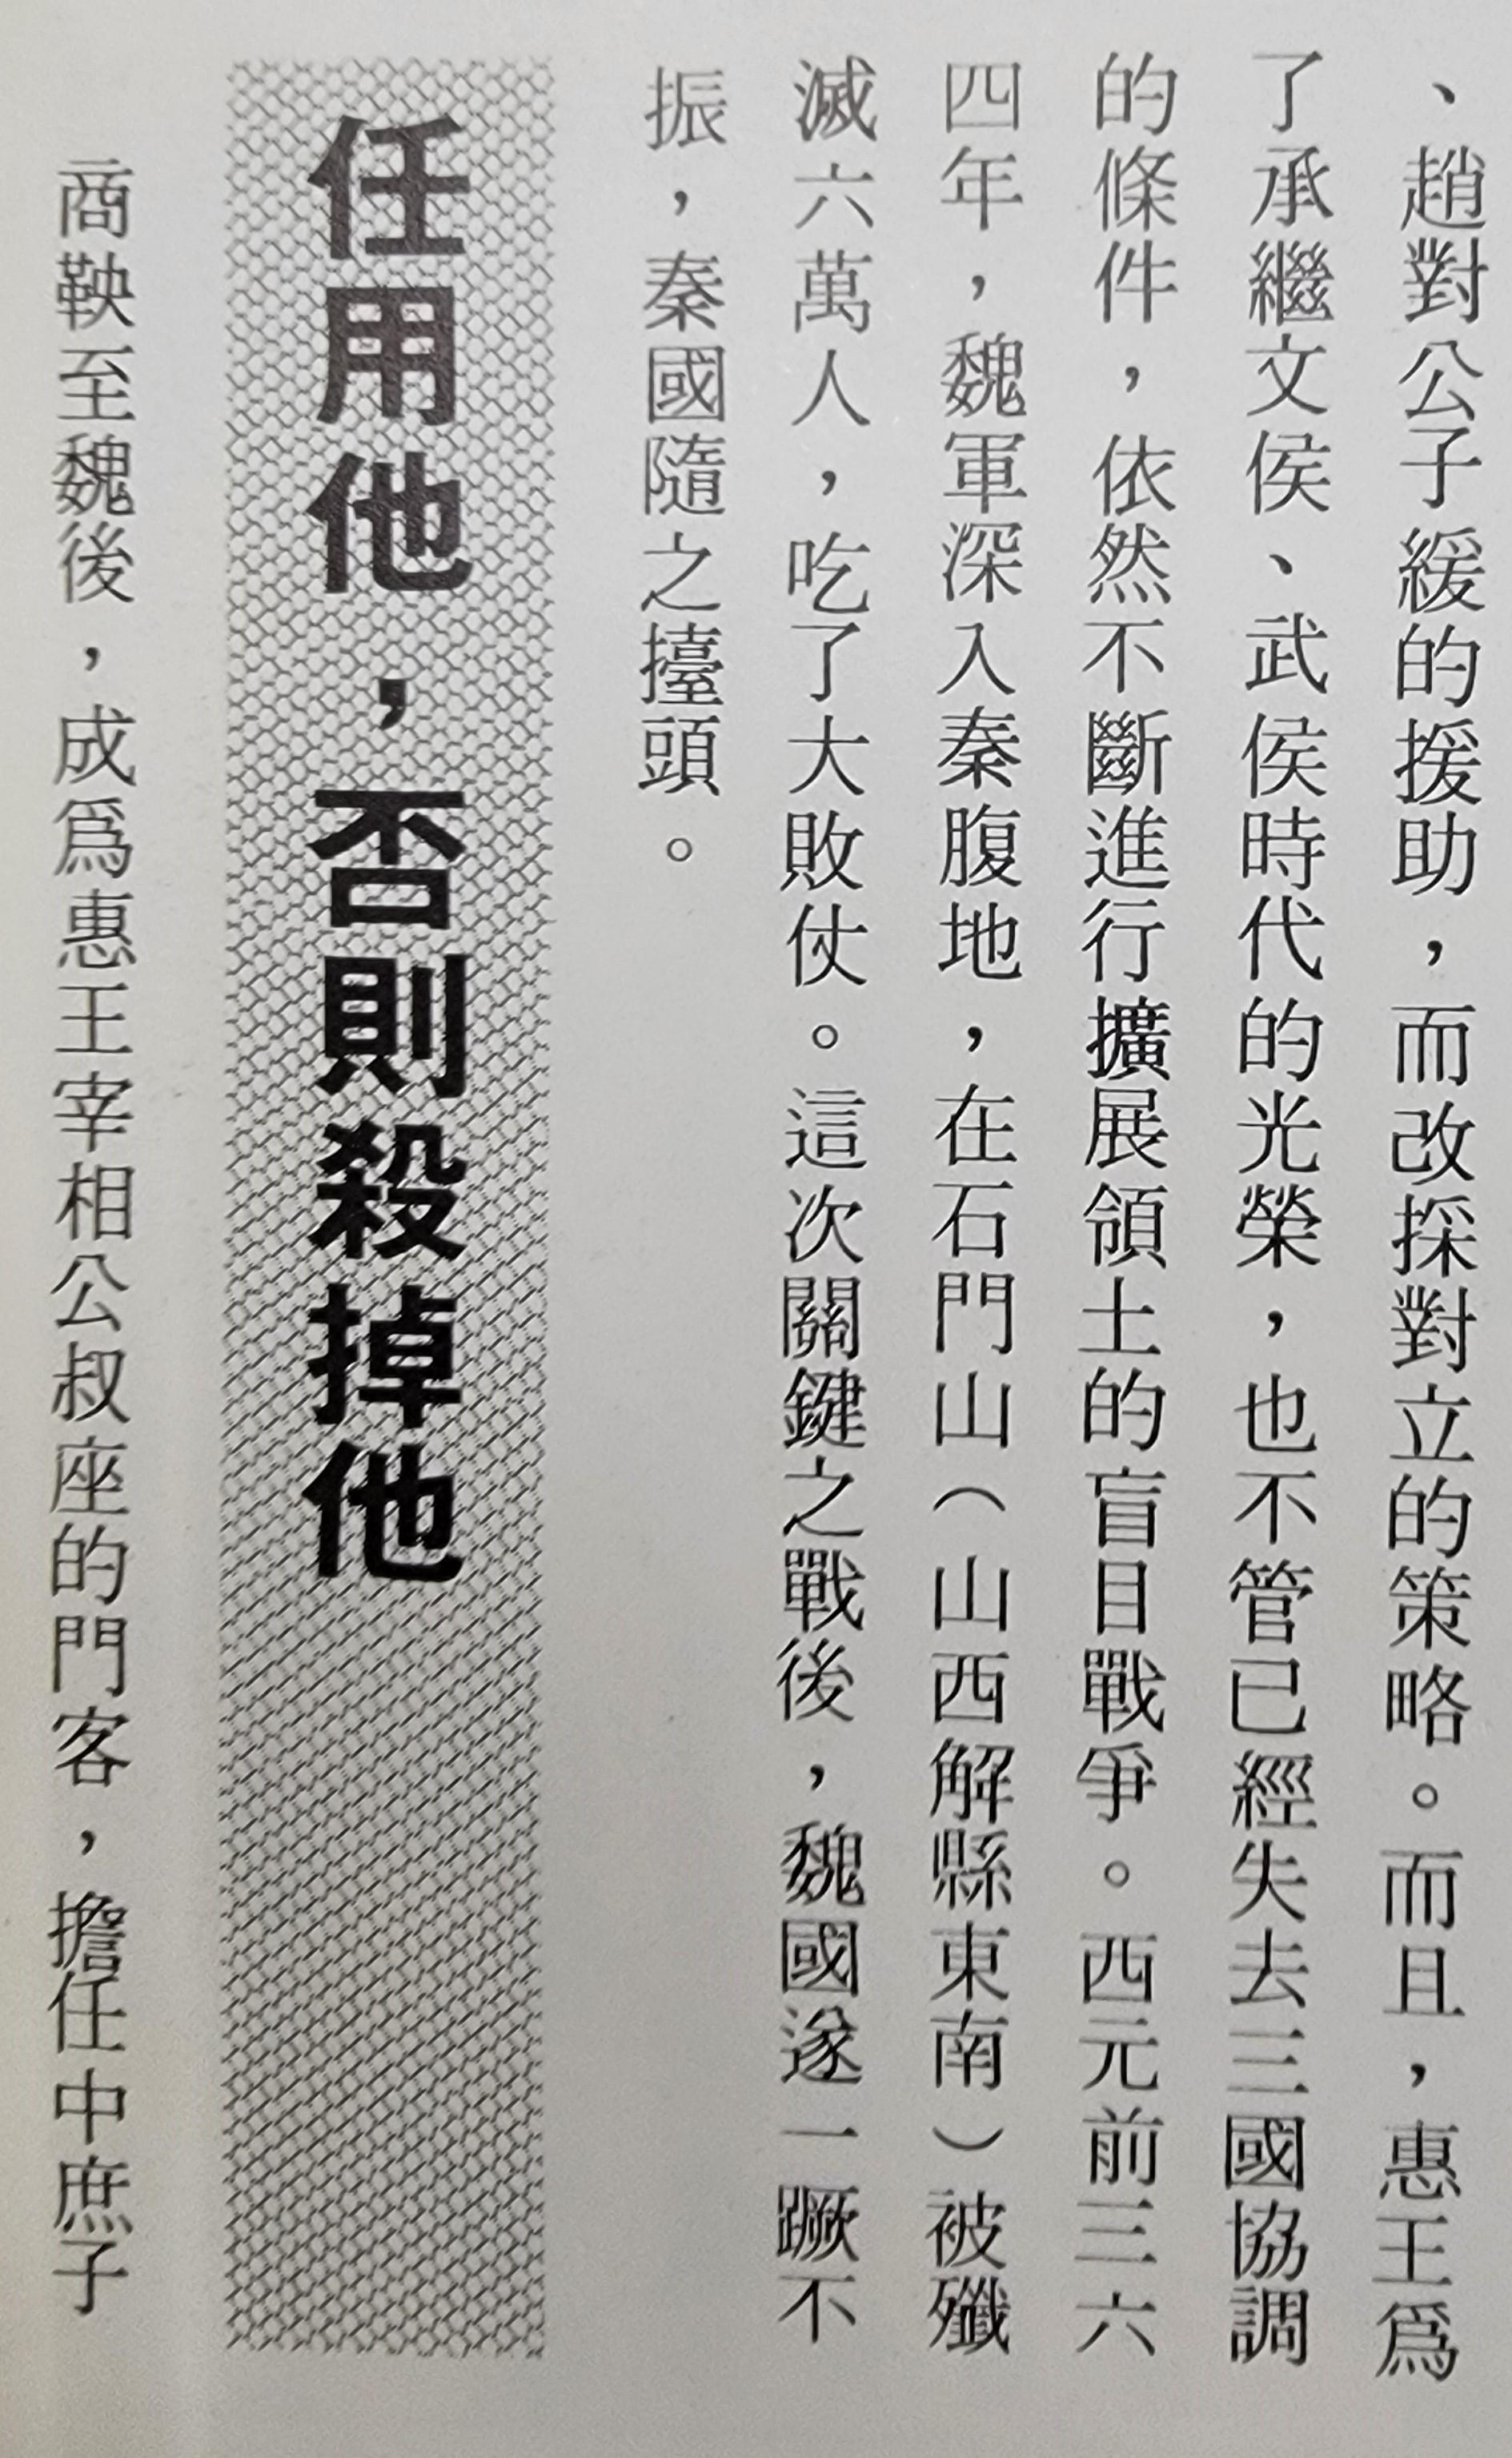 、趙對公子緩的援助，而改採對立的策略。而且，惠王爲
了承繼文侯、武侯時代的光榮，也不管已經失去三國協調
的條件，依然不斷進行擴展領土的盲目戰爭。西元前三六
四年，魏軍深入秦腹地，在石門山（山西解縣東南）被殲
滅六萬人，吃了大敗仗。這次關鍵之戰後，魏國遂一蹶不
振，秦國隨之擡頭。
任用他，否則殺掉他
商鞅至魏後，成爲惠王宰相公叔座的門客，擔任中庶子